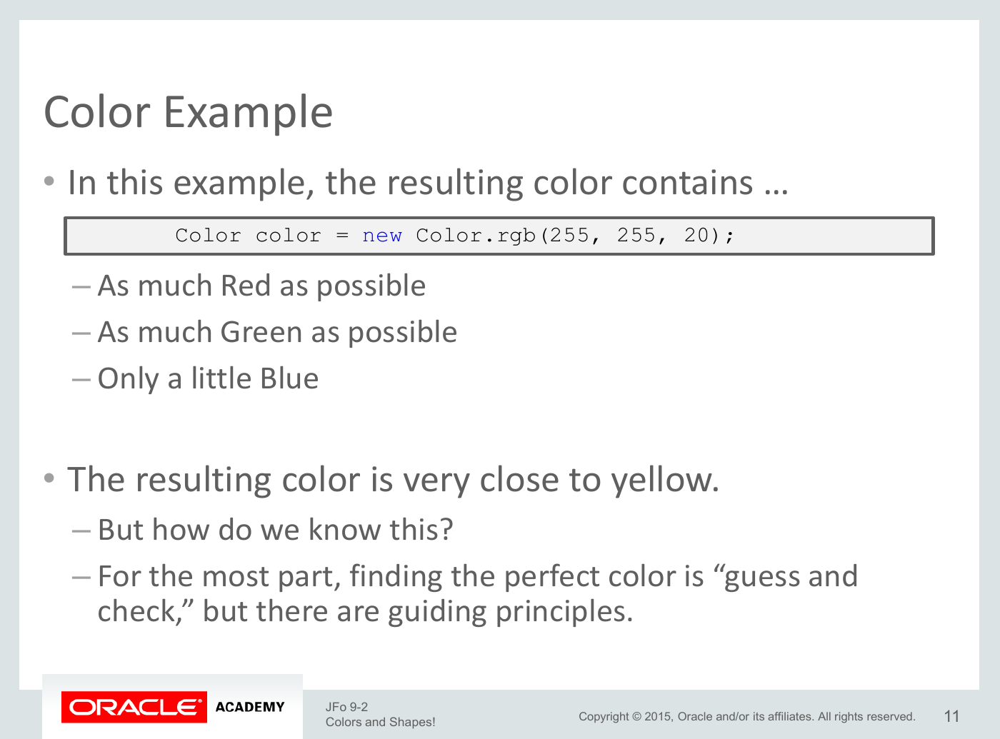 Color Example
• In this example, the resulting color contains …
Color color = new Color.rgb(255, 255, 20);
– As much Red as possible
– As much Green as possible
– Only a little Blue
• The resulting color is very close to yellow.
– But how do we know this?
– For the most part, finding the perfect color is “guess and
check,” but there are guiding principles.
ORACLE® ACADEMY
JFo 9-2
Colors and Shapes!
Copyright © 2015, Oracle and/or its affiliates. All rights reserved.
11